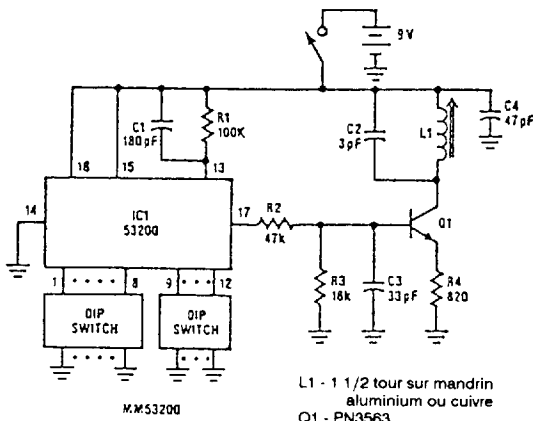 9V
C1
180pF
R1
100K
C2
3pF
L1
C4
47pF
18
15
13
14
IC1
53200
17
R2
47k
Q1
1
8
9
12
R3
18k
C3
33pF
R4
820
DIP
SWITCH
DIP
SWITCH
MM53200
L1 - 1 1/2 tour sur mandrin
aluminium ou cuivre
Q1 - PN3563